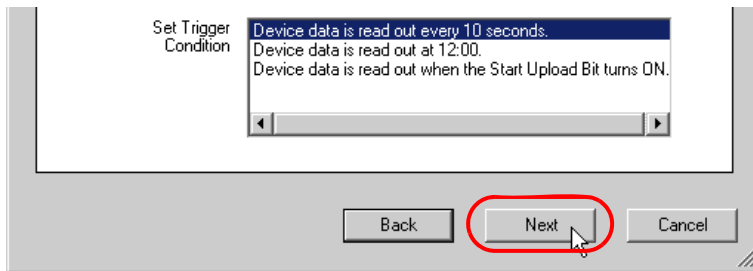 Set Trigger
Condition
Device data is read out every 10 seconds.
Device data is read out at 12:00.
Device data is read out when the Start Upload Bit turns ON.
Back
Next
Cancel